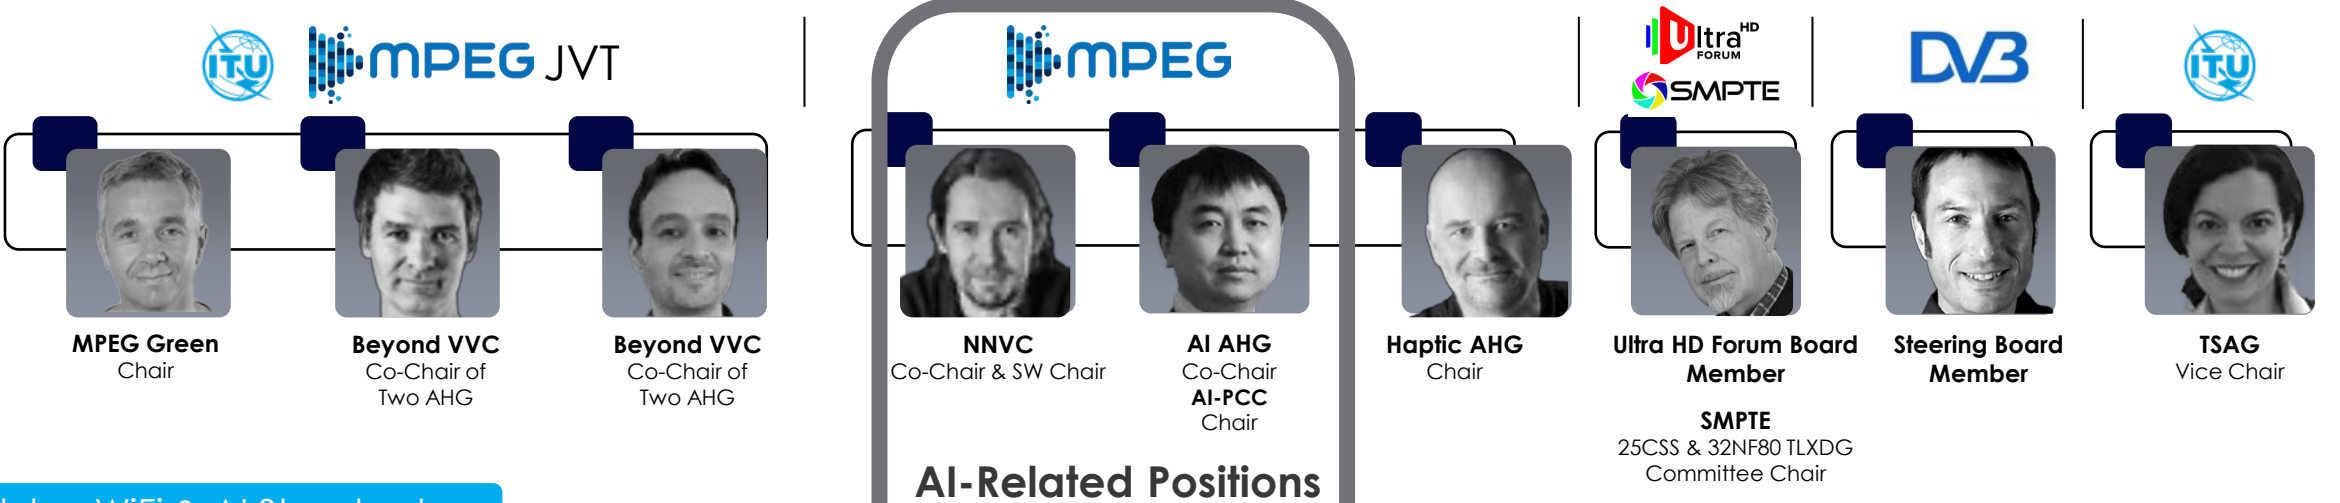 ITU
MPEG JVT
MPEG
Ultra HD
FORUM
SMPTE
DVB
ITU
MPEG Green
Chair
Beyond VVC
Co-Chair of
Two AHG
Beyond VVC
Co-Chair of
Two AHG
NNVC
Co-Chair & SW Chair
AI AHG
Co-Chair
AI-PCC
Chair
Haptic AHG
Chair
Ultra HD Forum Board
Member
SMPTE
25CSS & 32NF80 TLXDG
Committee Chair
Steering Board
Member
TSAG
Vice Chair
AI-Related Positions